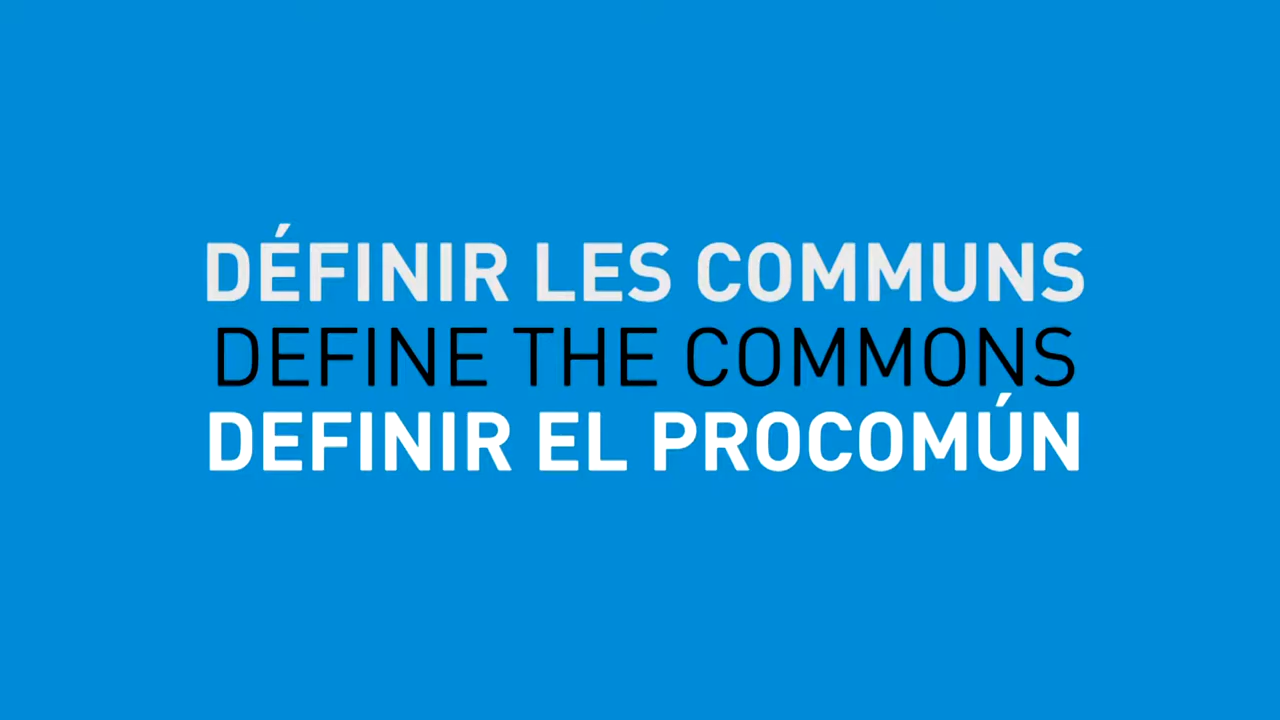 DÉFINIR LES COMMUNS
DEFINE THE COMMONS
DEFINIR EL PROCOMÚN